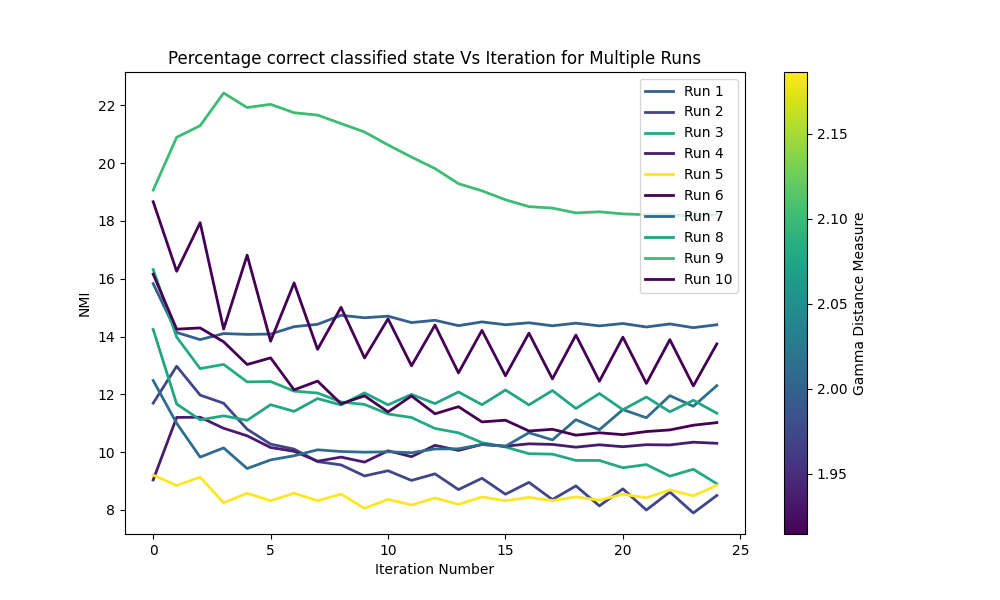 Percentage correct classified state Vs Iteration for Multiple Runs
NMI
22
20
18
16
14
12
10
8
0
5
10
15
20
25
Iteration Number
Run 1
Run 2
Run 3
Run 4
Run 5
Run 6
Run 7
Run 8
Run 9
Run 10
2.15
2.10
2.05
2.00
1.95
Gamma Distance Measure